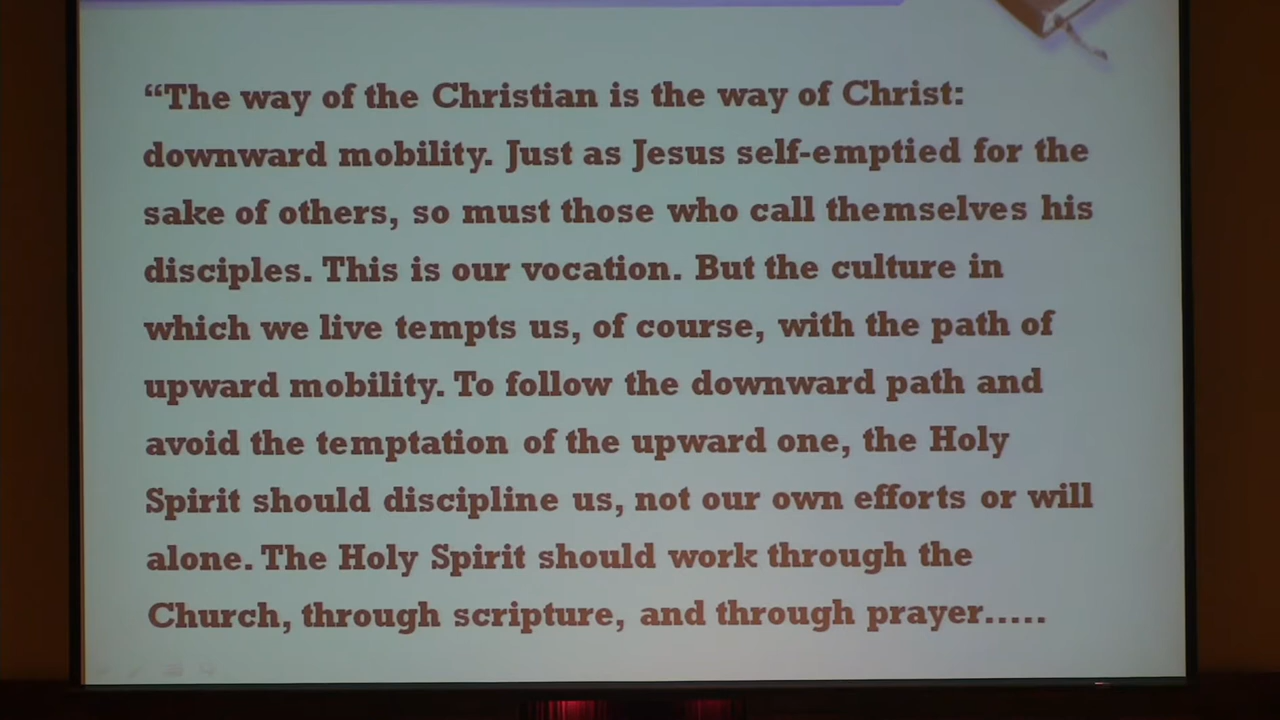 “The way of the Christian is the way of Christ:
downward mobility. Just as Jesus self-emptied for the
sake of others, so must those who call themselves his
disciples. This is our vocation. But the culture in
which we live tempts us, of course, with the path of
upward mobility. To follow the downward path and
avoid the temptation of the upward one, the Holy
Spirit should discipline us, not our own efforts or will
alone. The Holy Spirit should work through the
Church, through scripture, and through prayer.....